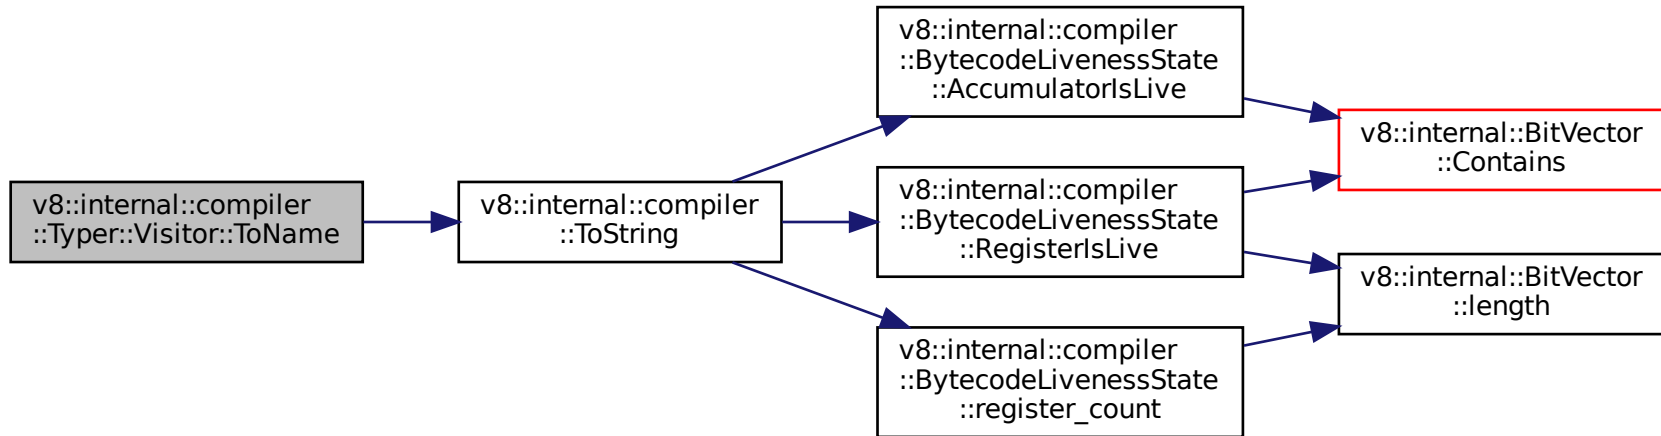 v8::internal::compiler
::Typer::Visitor::ToName
v8::internal::compiler
::ToString
v8::internal::compiler
::BytecodeLivenessState
::AccumulatorIsLive
v8::internal::compiler
::BytecodeLivenessState
::RegisterIsLive
v8::internal::compiler
::BytecodeLivenessState
::register_count
v8::internal::BitVector
::Contains
v8::internal::BitVector
::length